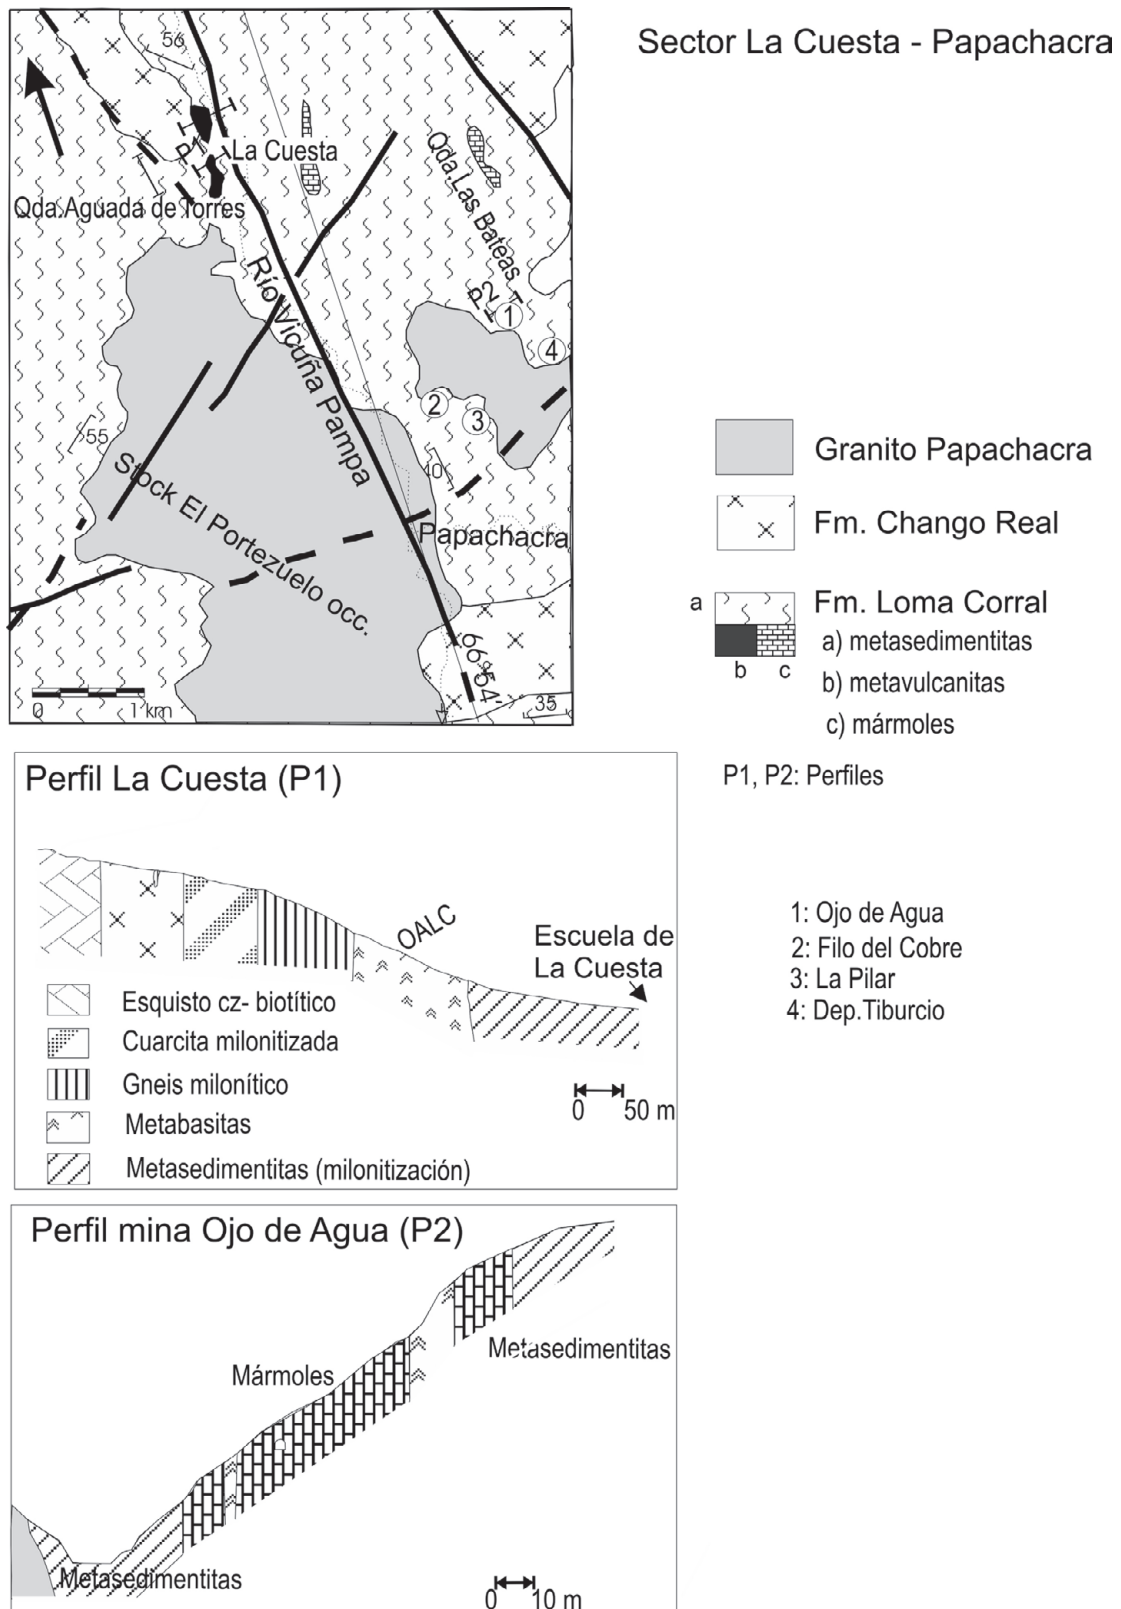 Sector La Cuesta - Papachacra
56
La Cuesta
P1
Qda.Aguada de Torres
Qda.Las Bateas
Río Vicuña Pampa
P2
1
4
2
3
55
40
Stock El Portezuelo occ.
Papachacra
66°54'
35
0 1 km
Granito Papachacra
Fm. Chango Real
a
Fm. Loma Corral
a) metasedimentitas
b c
b) metavulcanitas
c) mármoles
P1, P2: Perfiles
1: Ojo de Agua
2: Filo del Cobre
3: La Pilar
4: Dep.Tiburcio
Perfil La Cuesta (P1)
OALC
Escuela de
La Cuesta
Esquisto cz- biotítico
Cuarcita milonitizada
Gneis milonítico
Metabasitas
Metasedimentitas (milonitización)
0 50 m
Perfil mina Ojo de Agua (P2)
Metasedimentitas
Mármoles
Metasedimentitas
0 10 m